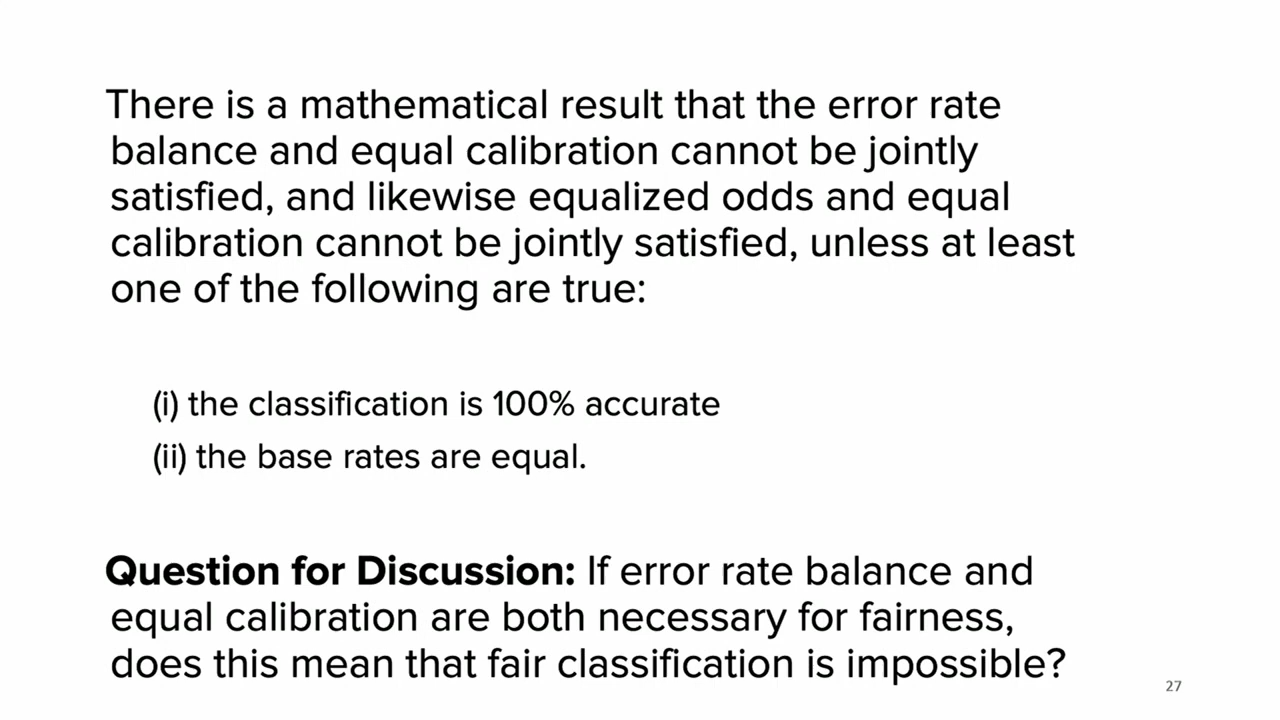 There is a mathematical result that the error rate
balance and equal calibration cannot be jointly
satisfied, and likewise equalized odds and equal
calibration cannot be jointly satisfied, unless at least
one of the following are true:
(i) the classification is 100% accurate
(ii) the base rates are equal.
Question for Discussion: If error rate balance and
equal calibration are both necessary for fairness,
does this mean that fair classification is impossible?
27